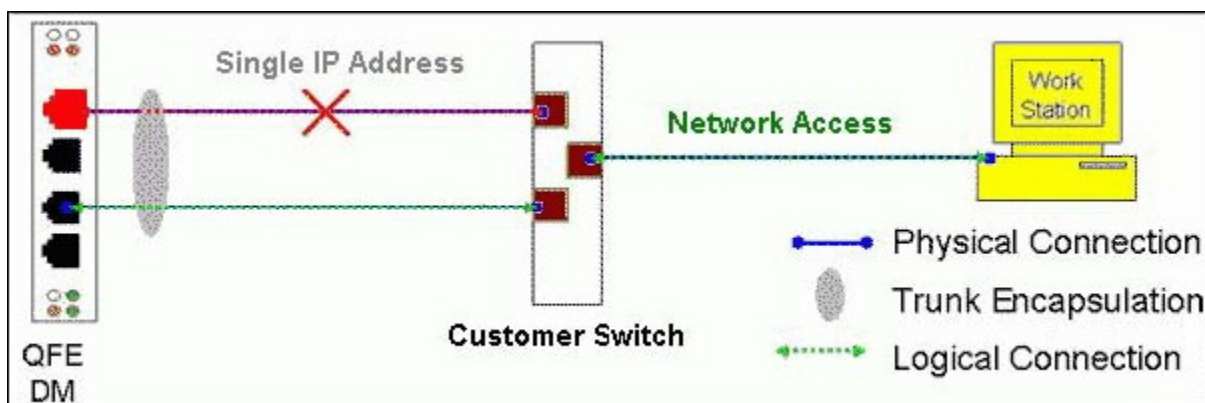 Single IP Address
Work
Station
Network Access
Physical Connection
Trunk Encapsulation
Customer Switch
Logical Connection
QFE
DM